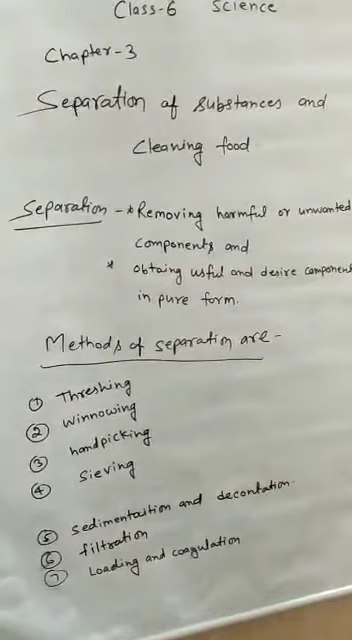 Class-6 Science
Chapter-3
Separation of substances and
Cleaning food
Separation - * Removing harmful or unwanted
components and
* obtaing usful and desire component
in pure form.
Methods of separation are -
① Threshing
② Winnowing
③ handpicking
④ Sieving
⑤ sedimentaition and decontation.
⑥ filtration
⑦ Loading and coagulation